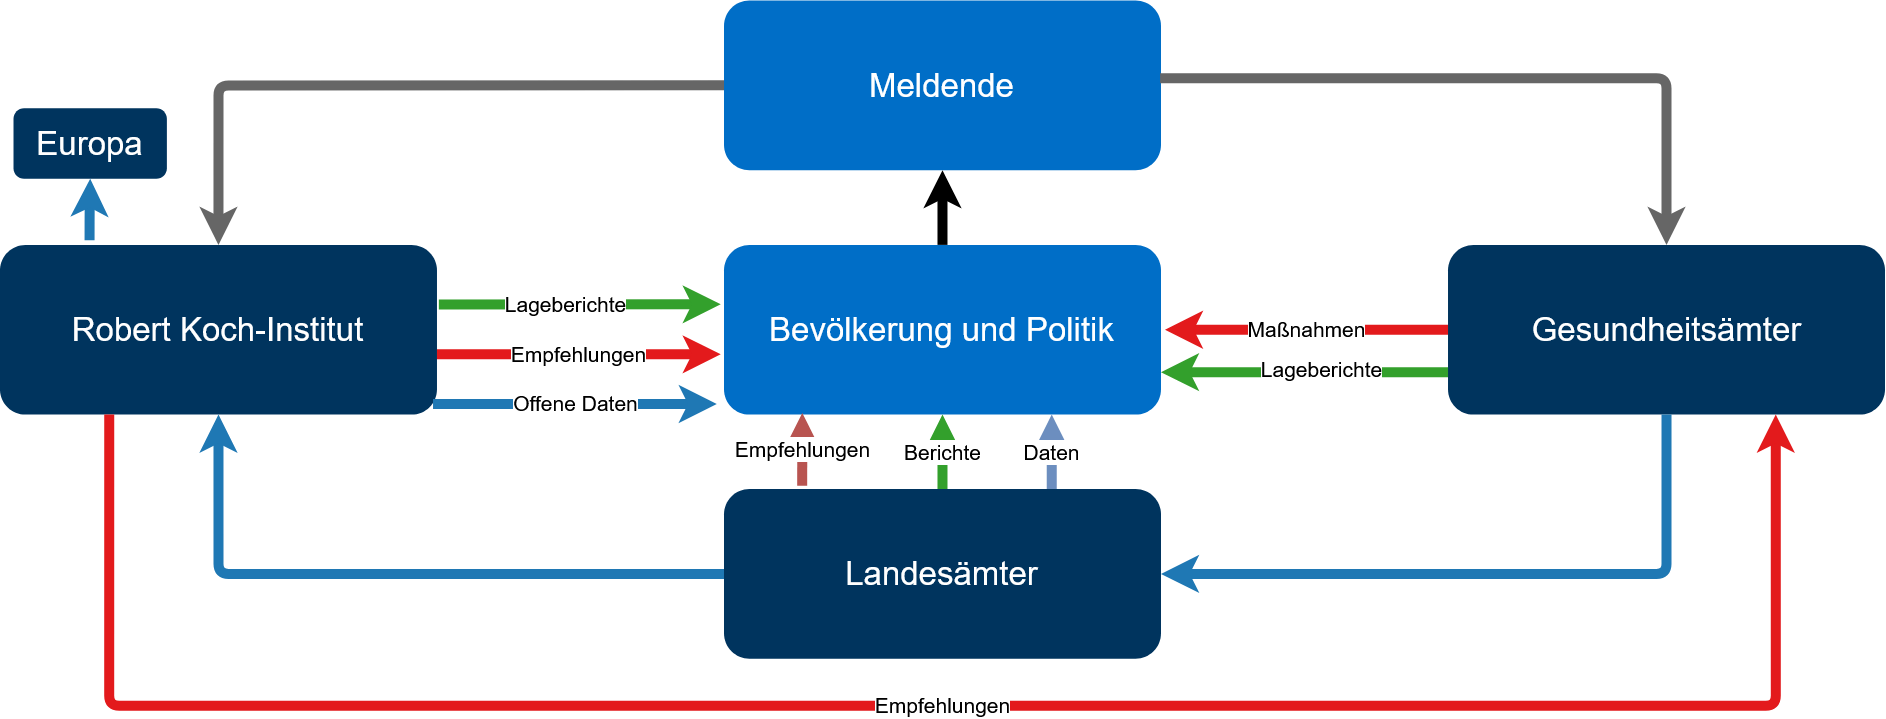 Meldende
Europa
Robert Koch-Institut
Lageberichte
Empfehlungen
Offene Daten
Bevölkerung und Politik
Maßnahmen
Lageberichte
Gesundheitsämter
Empfehlungen
Berichte
Daten
Landesämter
Empfehlungen